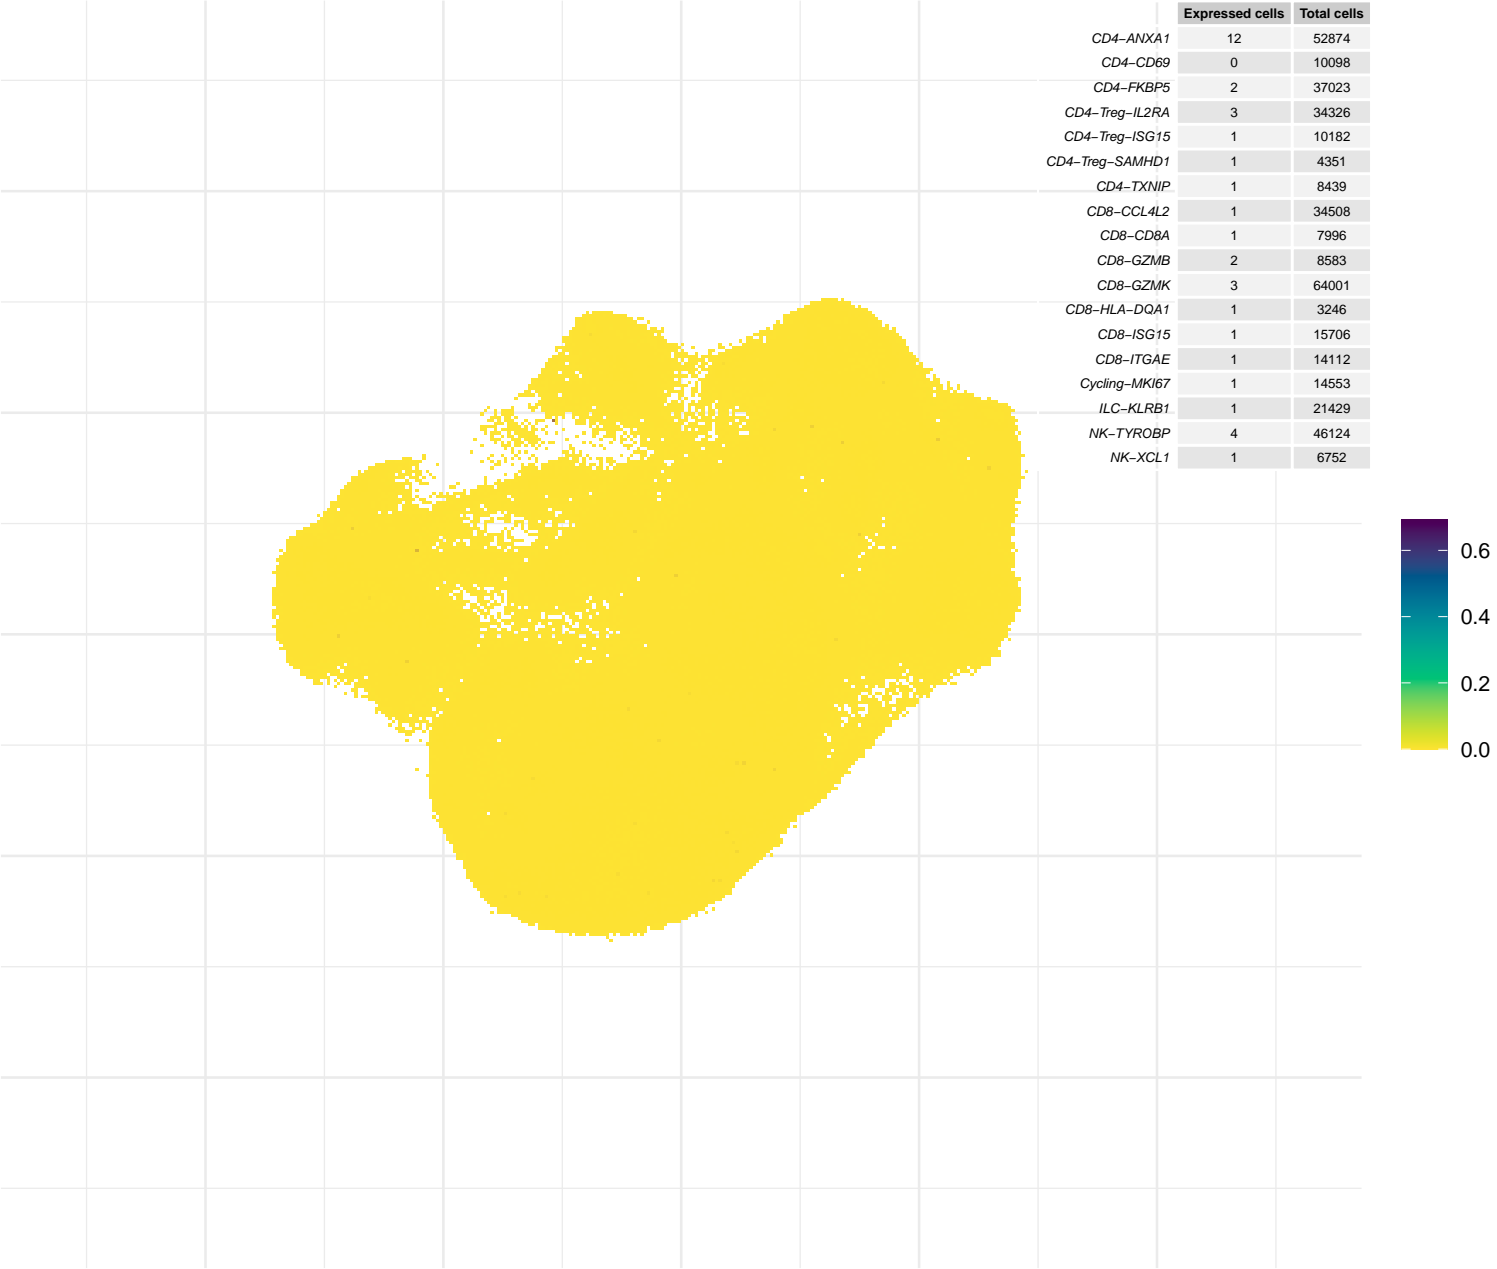 Expressed cells Total cells
CD4−ANXA1 12 52874
CD4−CD69 0 10098
CD4−FKBP5 2 37023
CD4−Treg−IL2RA 3 34326
CD4−Treg−ISG15 1 10182
CD4−Treg−SAMHD1 1 4351
CD4−TXNIP 1 8439
CD8−CCL4L2 1 34508
CD8−CD8A 1 7996
CD8−GZMB 2 8583
CD8−GZMK 3 64001
CD8−HLA−DQA1 1 3246
CD8−ISG15 1 15706
CD8−ITGAE 1 14112
Cycling−MKI67 1 14553
ILC−KLRB1 1 21429
NK−TYROBP 4 46124
NK−XCL1 1 6752
0.6
0.4
0.2
0.0